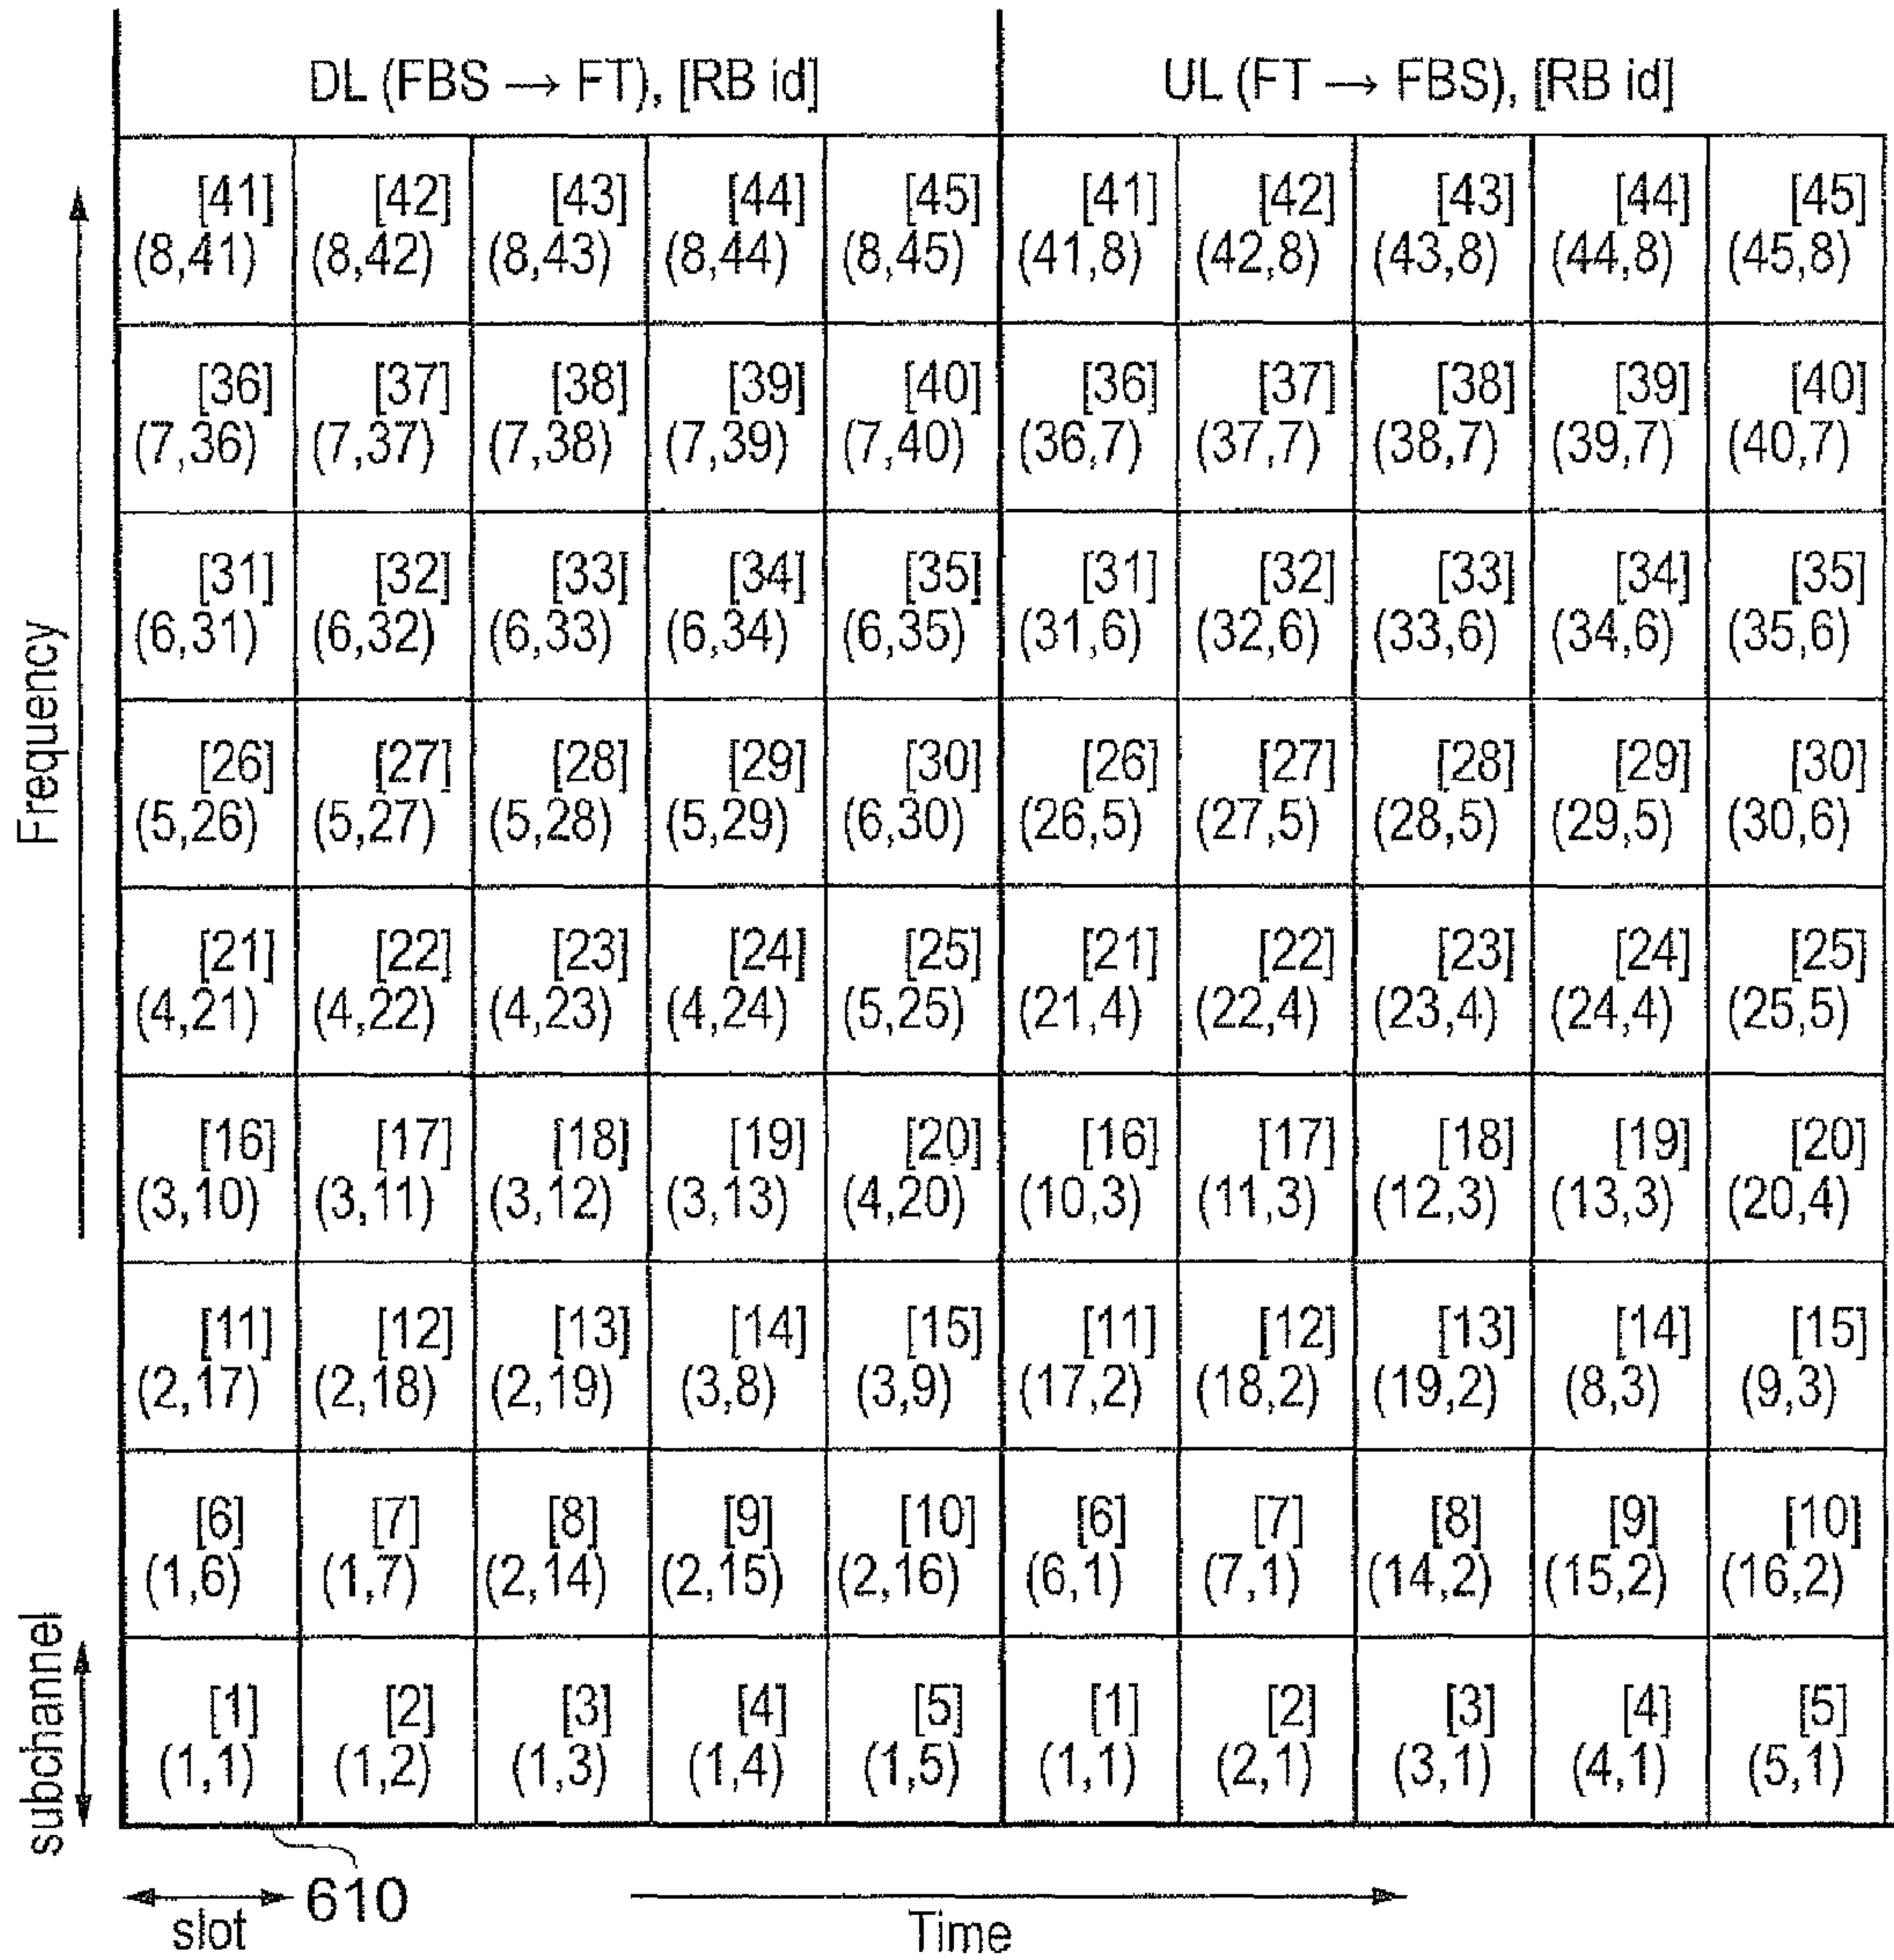 DL (FBS → FT), [RB id] UL (FT → FBS), [RB id]
[41] [42] [43] [44] [45] [41] [42] [43] [44] [45]
(8,41) (8,42) (8,43) (8,44) (8,45) (41,8) (42,8) (43,8) (44,8) (45,8)
[36] [37] [38] [39] [40] [36] [37] [38] [39] [40]
(7,36) (7,37) (7,38) (7,39) (7,40) (36,7) (37,7) (38,7) (39,7) (40,7)
[31] [32] [33] [34] [35] [31] [32] [33] [34] [35]
(6,31) (6,32) (6,33) (6,34) (6,35) (31,6) (32,6) (33,6) (34,6) (35,6)
[26] [27] [28] [29] [30] [26] [27] [28] [29] [30]
(5,26) (5,27) (5,28) (5,29) (6,30) (26,5) (27,5) (28,5) (29,5) (30,6)
[21] [22] [23] [24] [25] [21] [22] [23] [24] [25]
(4,21) (4,22) (4,23) (4,24) (5,25) (21,4) (22,4) (23,4) (24,4) (25,5)
[16] [17] [18] [19] [20] [16] [17] [18] [19] [20]
(3,10) (3,11) (3,12) (3,13) (4,20) (10,3) (11,3) (12,3) (13,3) (20,4)
[11] [12] [13] [14] [15] [11] [12] [13] [14] [15]
(2,17) (2,18) (2,19) (3,8) (3,9) (17,2) (18,2) (19,2) (8,3) (9,3)
[6] [7] [8] [9] [10] [6] [7] [8] [9] [10]
(1,6) (1,7) (2,14) (2,15) (2,16) (6,1) (7,1) (14,2) (15,2) (16,2)
[1] [2] [3] [4] [5] [1] [2] [3] [4] [5]
(1,1) (1,2) (1,3) (1,4) (1,5) (1,1) (2,1) (3,1) (4,1) (5,1)
Frequency
subchannel
slot
610
Time